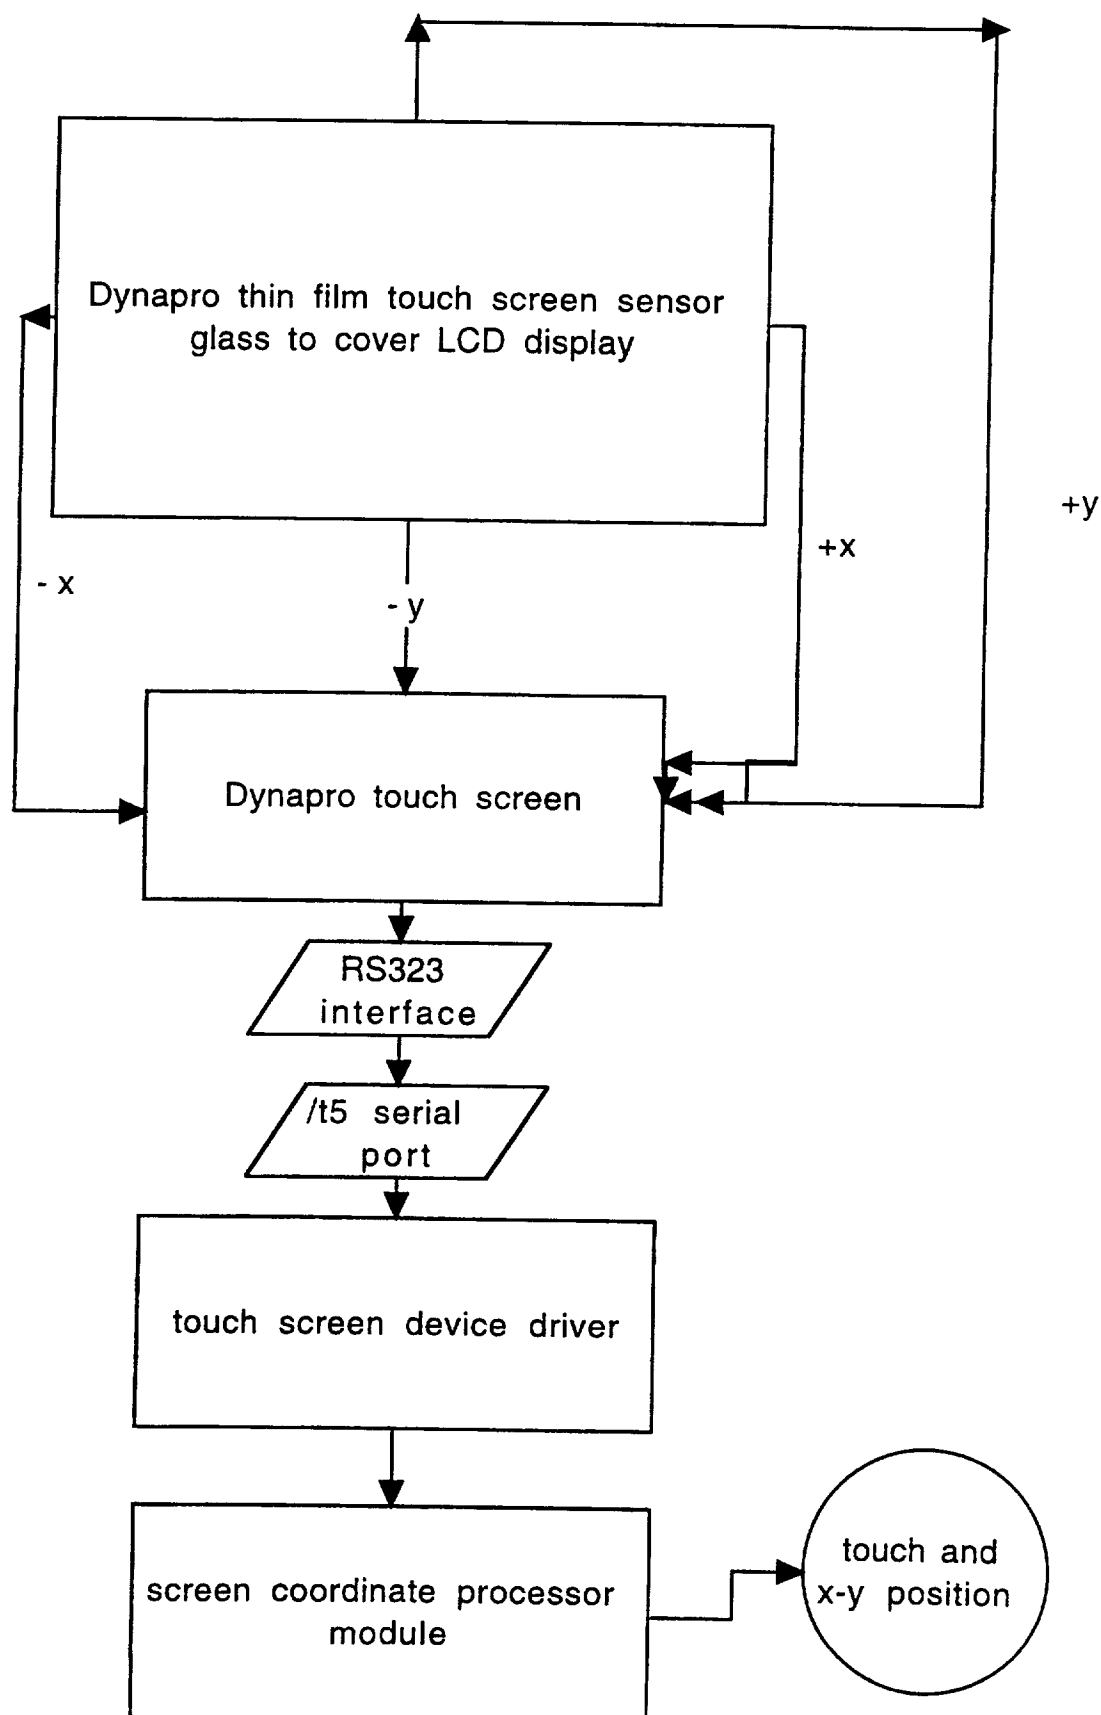 Dynapro thin film touch screen sensor
glass to cover LCD display
+y
+x
- x
- y
Dynapro touch screen
RS323
interface
/t5 serial
port
touch screen device driver
touch and
x-y position
screen coordinate processor
module